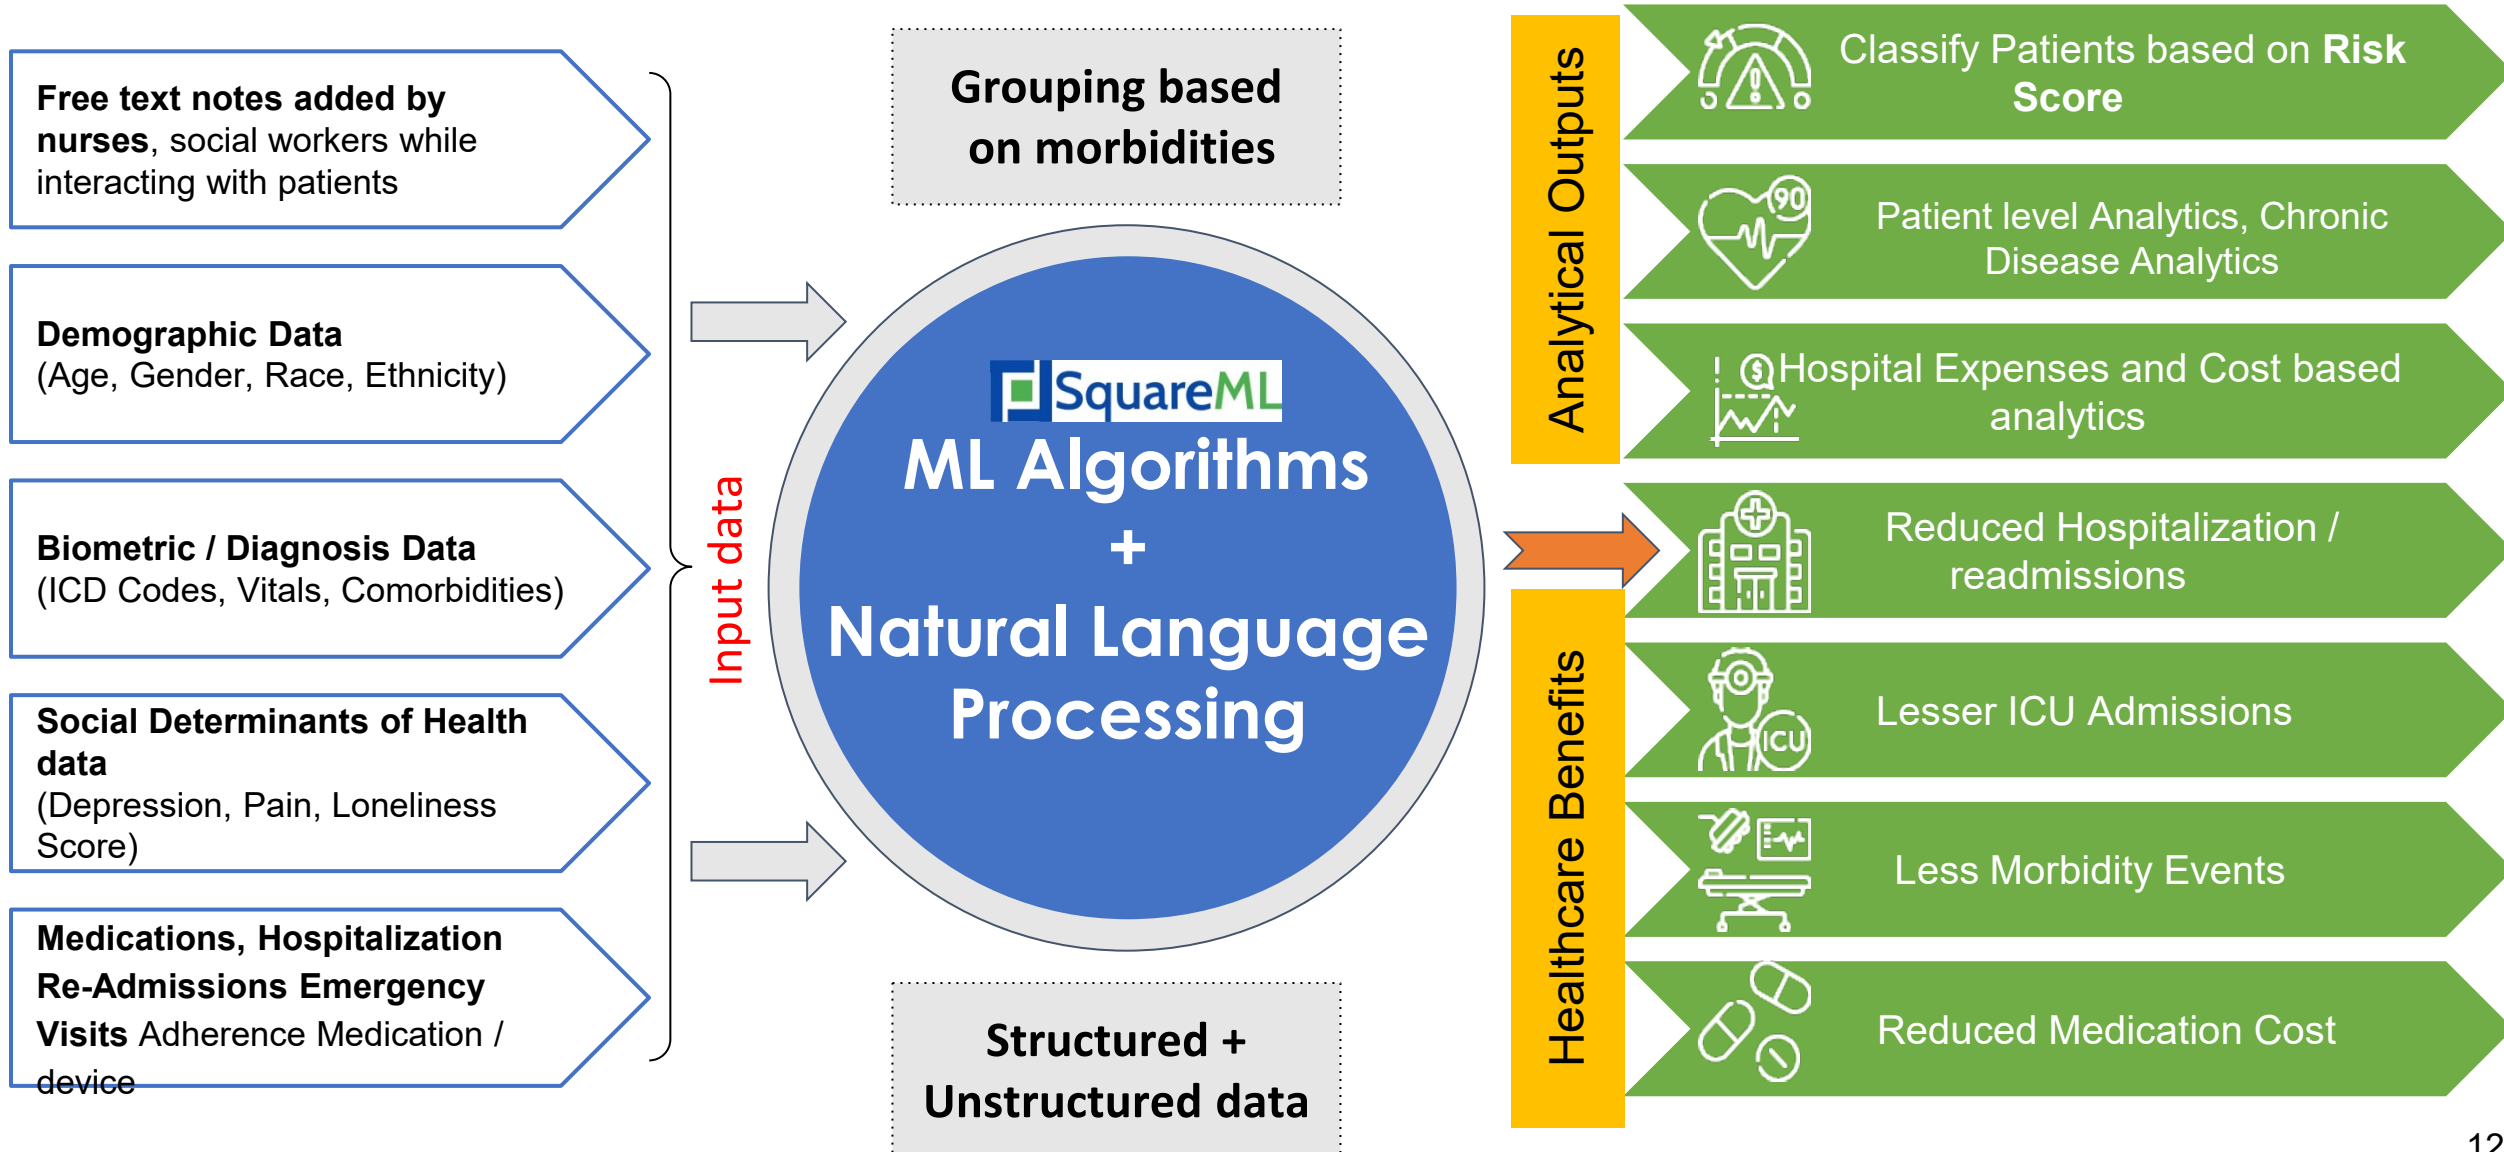 Free text notes added by
nurses, social workers while
interacting with patients
Demographic Data
(Age, Gender, Race, Ethnicity)
Biometric / Diagnosis Data
(ICD Codes, Vitals, Comorbidities)
Social Determinants of Health
data
(Depression, Pain, Loneliness
Score)
Medications, Hospitalization
Re-Admissions Emergency
Visits Adherence Medication /
device
Input data
Grouping based
on morbidities
SquareML
ML Algorithms
+
Natural Language
Processing
Structured +
Unstructured data
Analytical Outputs
Classify Patients based on Risk
Score
90
Patient level Analytics, Chronic
Disease Analytics
$
Hospital Expenses and Cost based
analytics
Healthcare Benefits
Reduced Hospitalization /
readmissions
ICU
Lesser ICU Admissions
Less Morbidity Events
Reduced Medication Cost
12